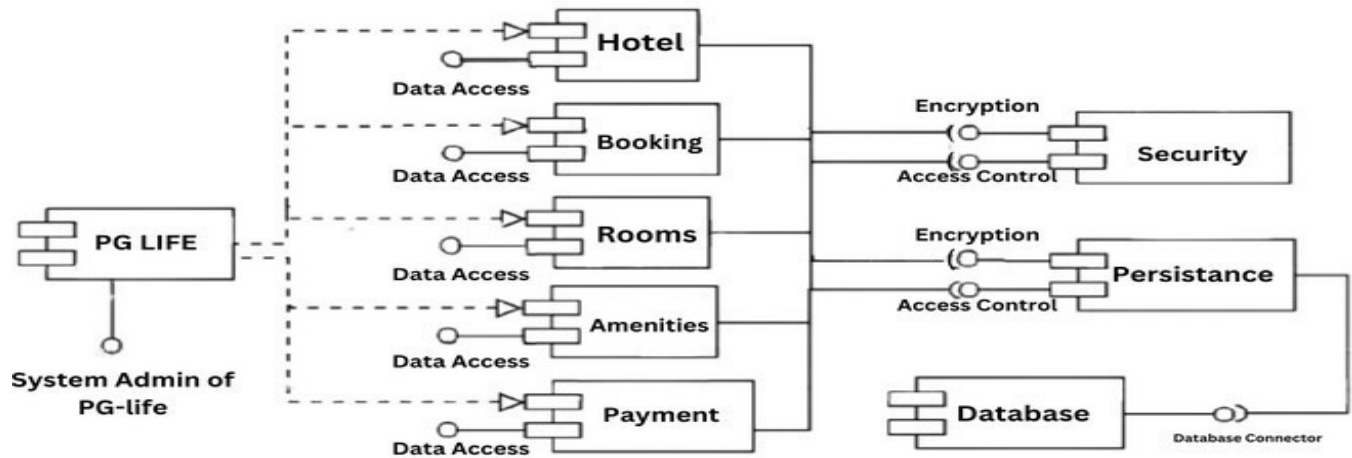 Hotel
Data Access
Booking
Data Access
Rooms
Data Access
Amenities
Data Access
Payment
Data Access
PG LIFE
System Admin of
PG-life
Encryption
Access Control
Security
Encryption
Access Control
Persistance
Database
Database Connector